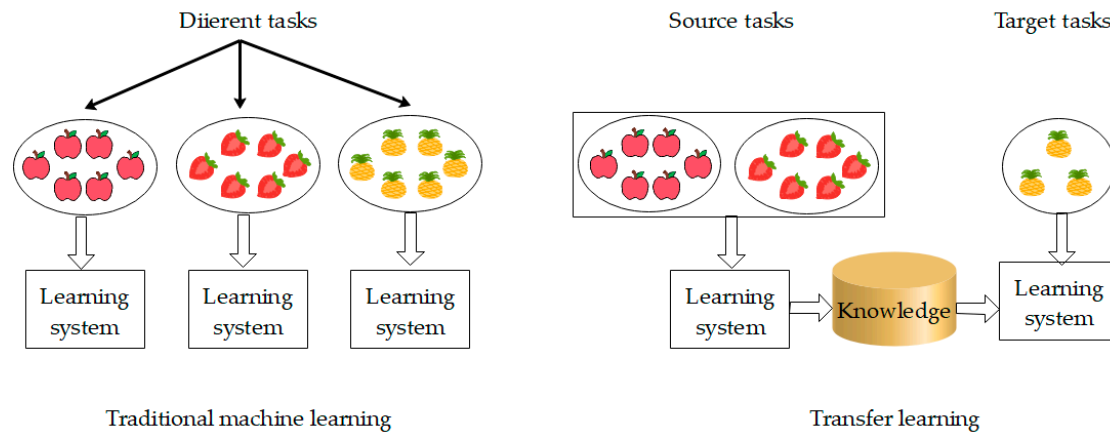 Diierent tasks
Source tasks
Target tasks
Learning
system
Learning
system
Learning
system
Learning
system
Knowledge
Learning
system
Traditional machine learning
Transfer learning